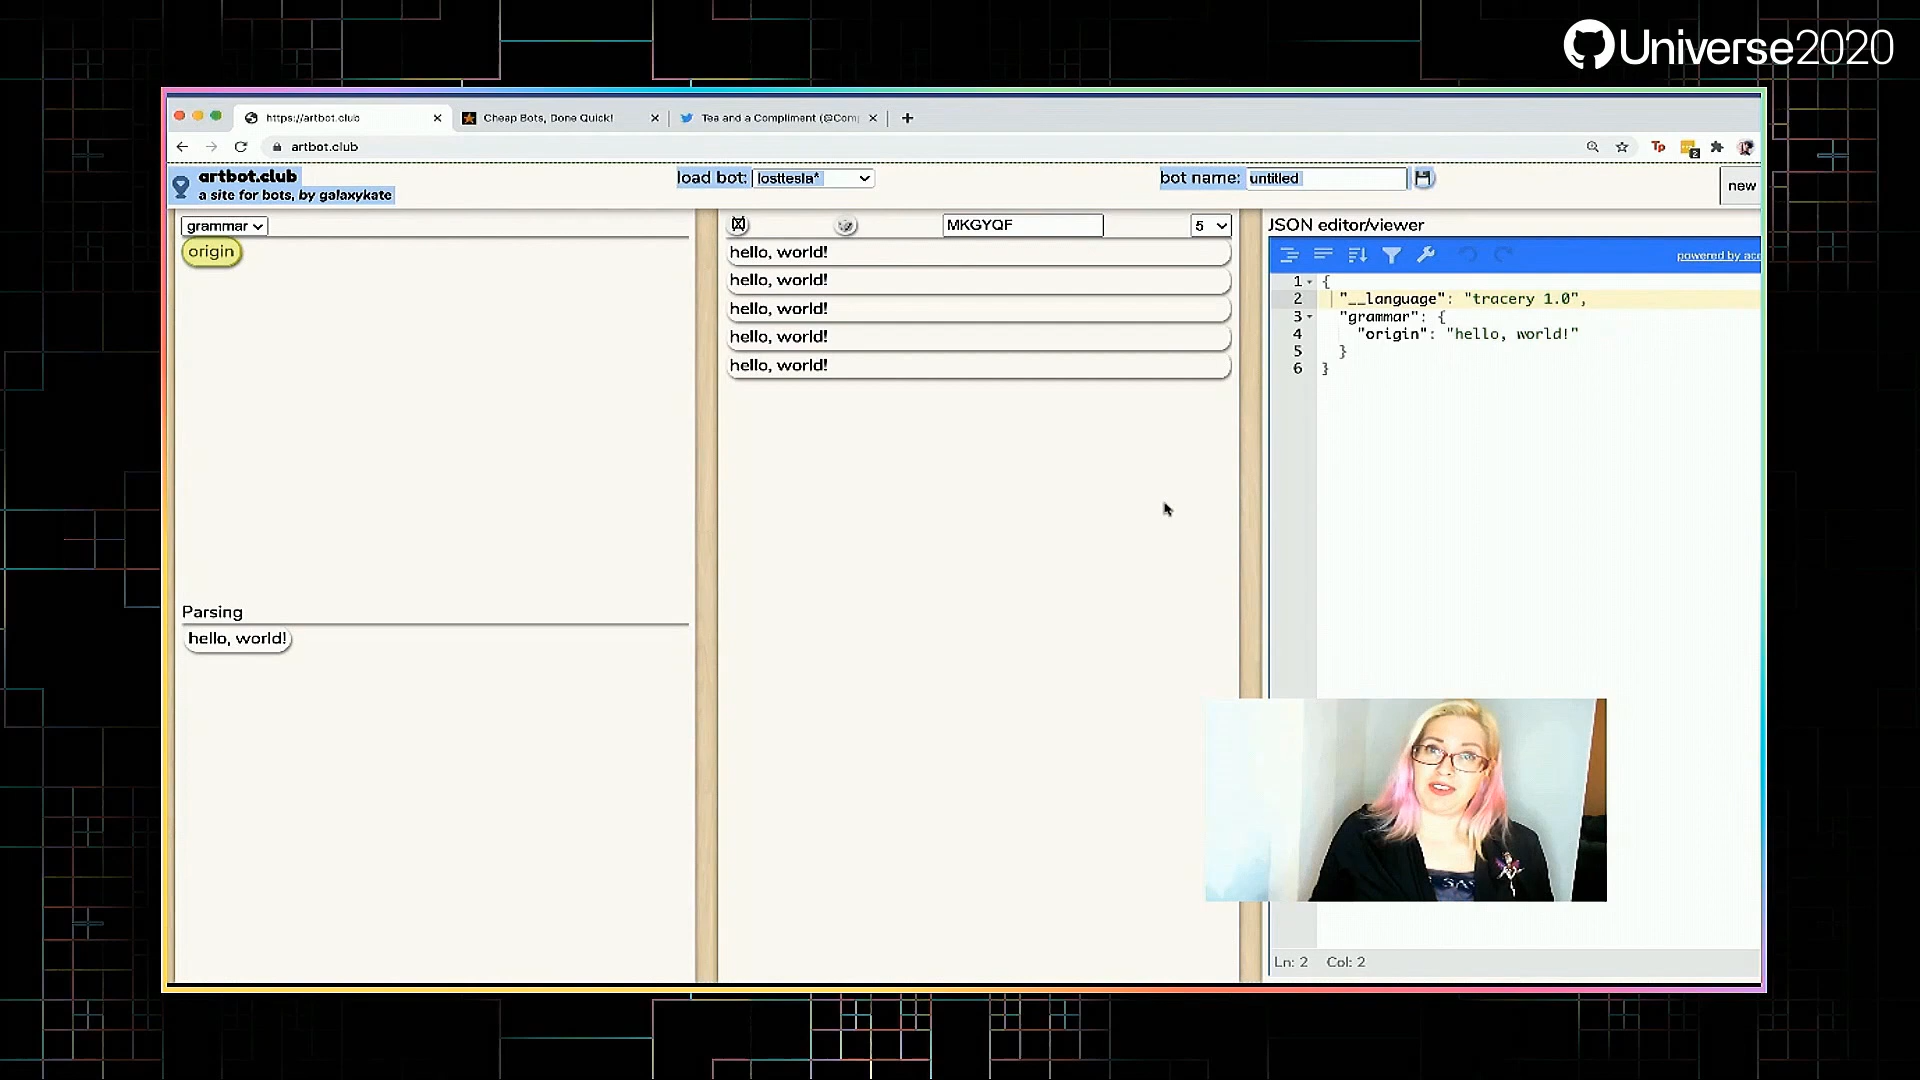 Universe2020
https://artbot.club
Cheap Bots, Done Quick!
Tea and a Compliment (@Com
artbot.club
Tp
2
artbot.club
a site for bots, by galaxykate
load bot: losttesla*
bot name: untitled
new
grammar
origin
MKGYQF
5
hello, world!
hello, world!
hello, world!
hello, world!
hello, world!
Parsing
hello, world!
JSON editor/viewer
powered by ace
1 {
2 "__language": "tracery 1.0",
3 "grammar": {
4 "origin": "hello, world!"
5 }
6 }
Ln: 2 Col: 2